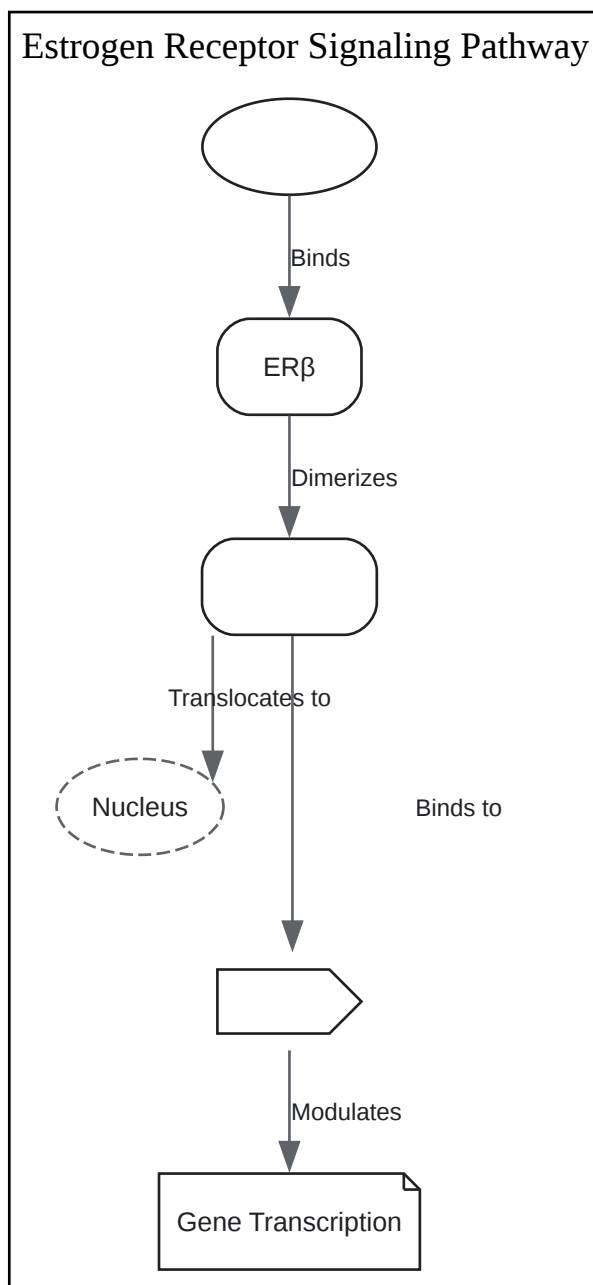 Estrogen Receptor Signaling Pathway
Binds
ERβ
Dimerizes
Translocates to
Nucleus
Binds to
Modulates
Gene Transcription